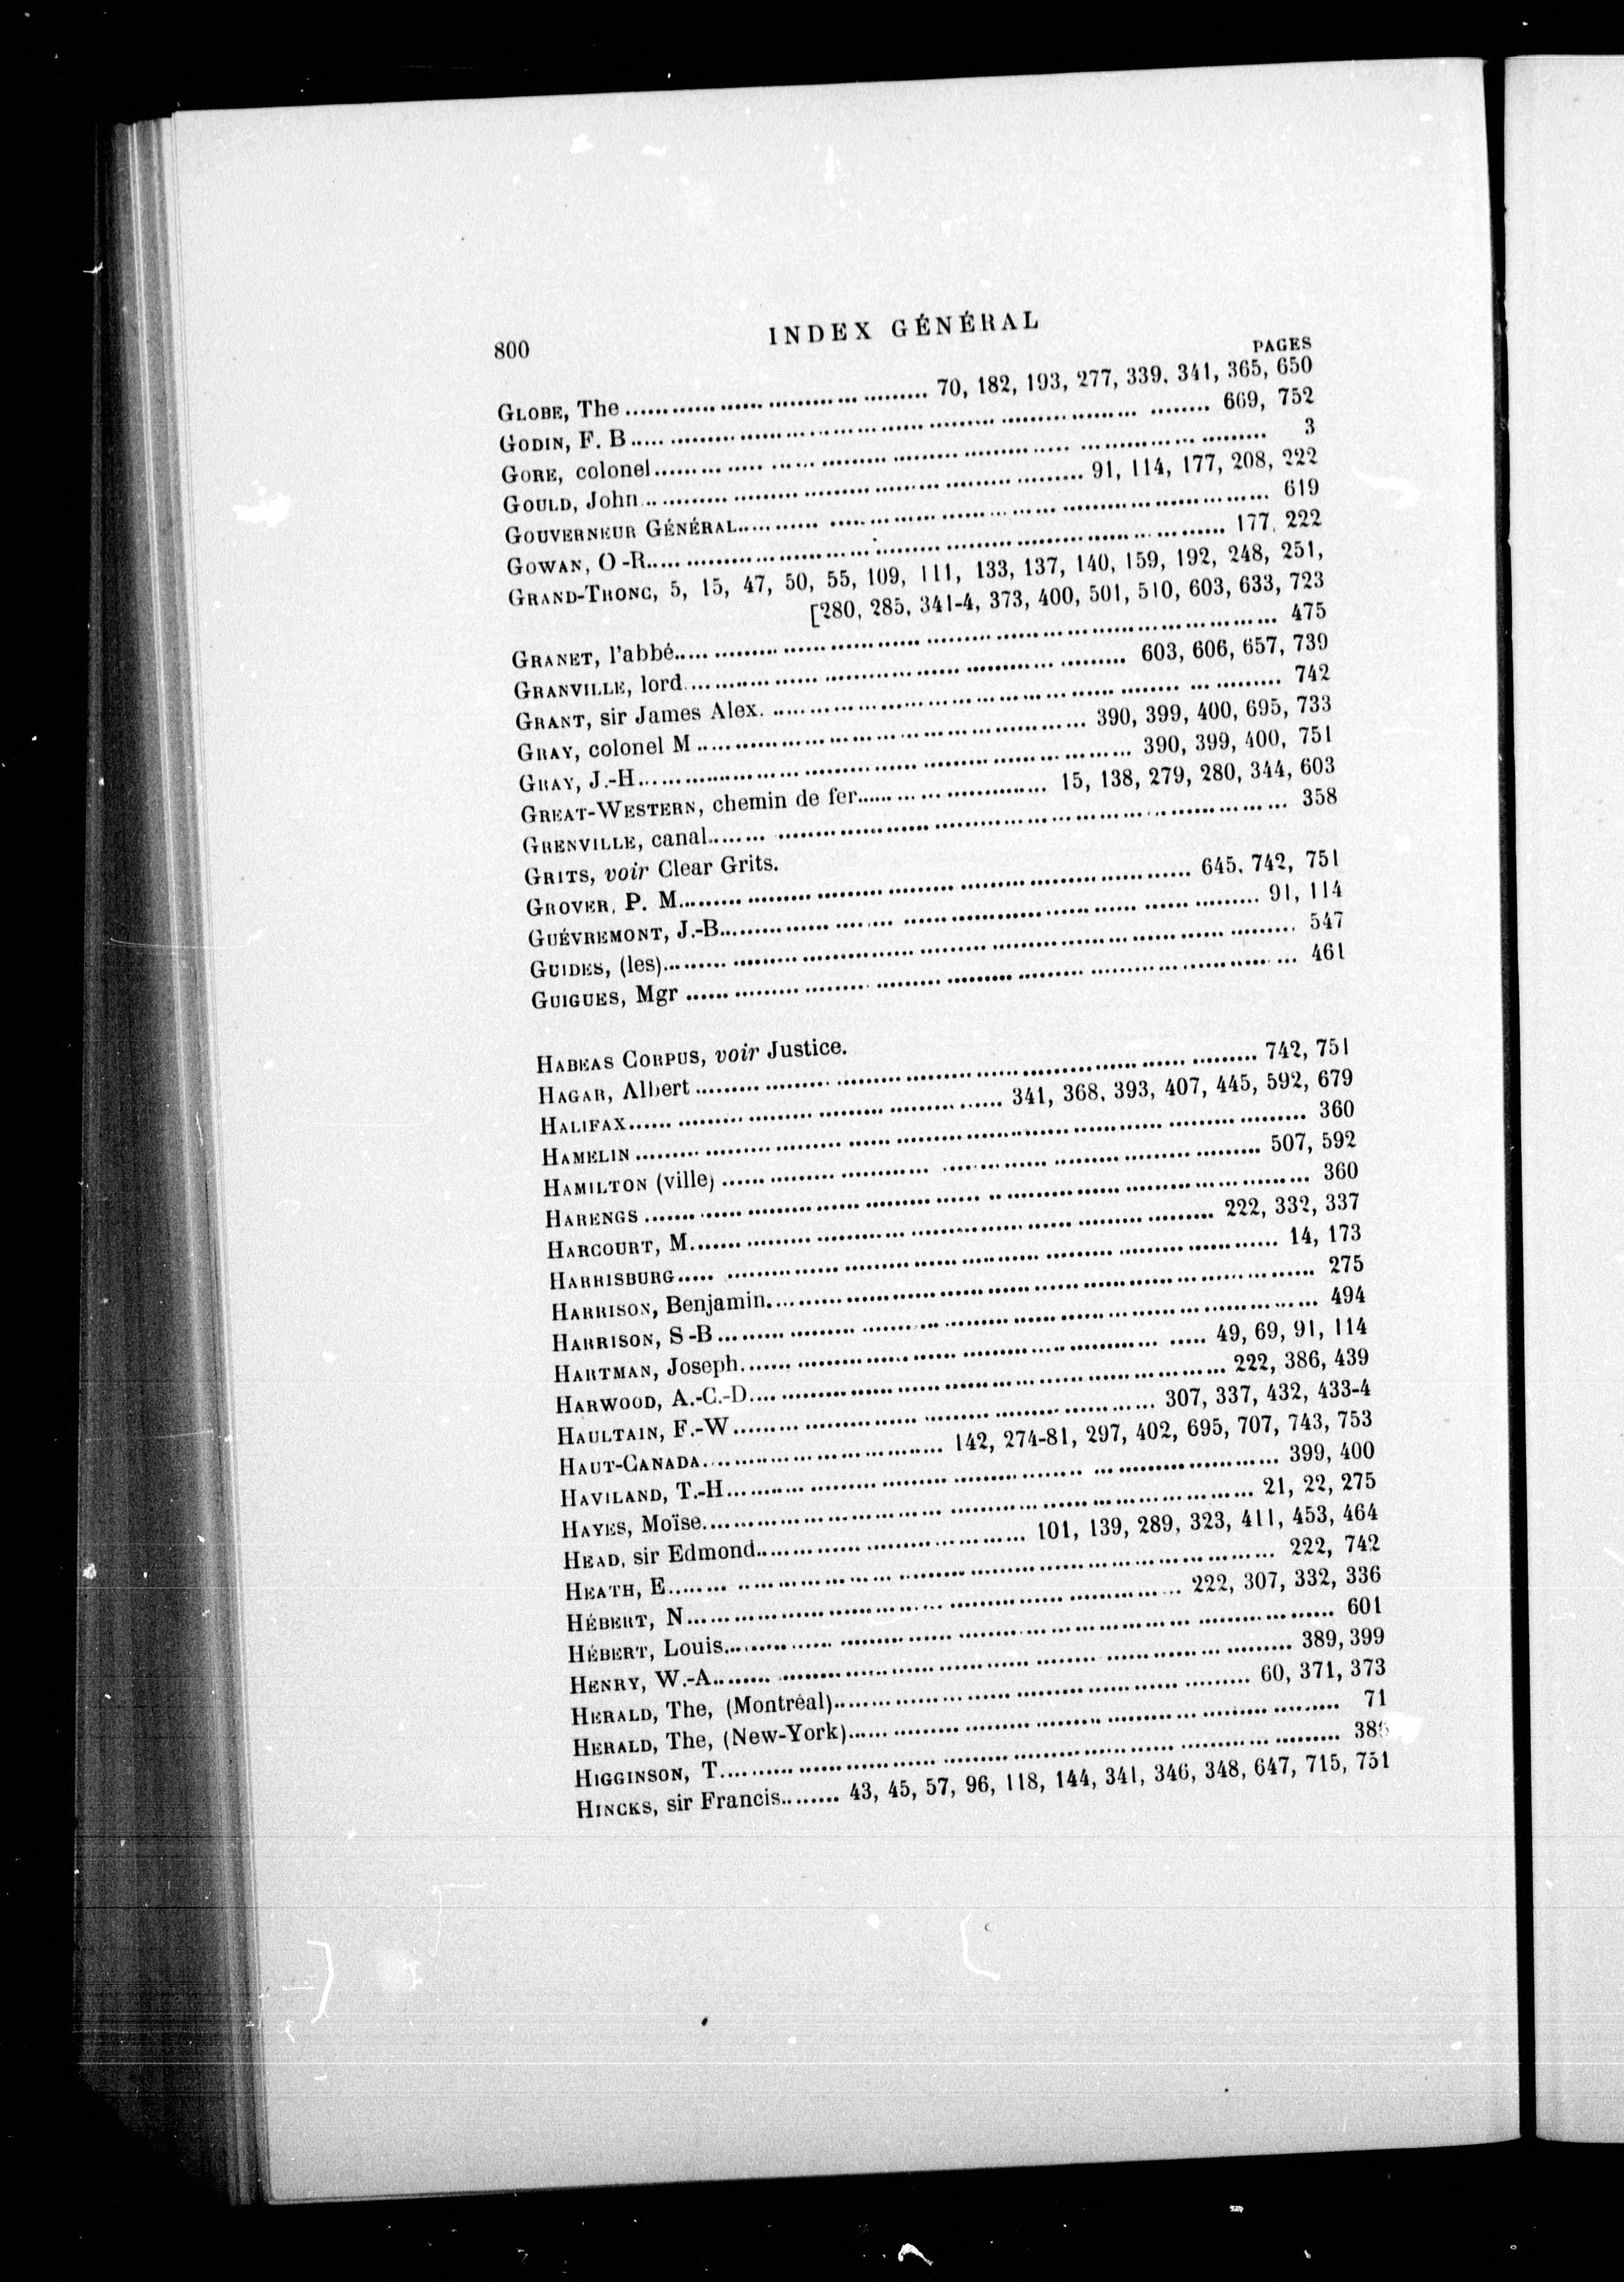 800 INDEX GÉNÉRAL
PAGES
GLOBE, The .......... 70, 182, 193, 277, 339, 341, 365, 650
GODIN, F. B .......... 669, 752
GORE, colonel .......... 3
GOULD, John .......... 91, 114, 177, 208, 222
GOUVERNEUR GÉNÉRAL .......... 619
GOWAN, O-R .......... 177, 222
GRAND-TRONC, 5, 15, 47, 50, 55, 109, 111, 133, 137, 140, 159, 192, 248, 251,
[280, 285, 341-4, 373, 400, 501, 510, 603, 633, 723
GRANET, l'abbé .......... 475
GRANVILLE, lord .......... 603, 606, 657, 739
GRANT, sir James Alex. .......... 742
GRAY, colonel M .......... 390, 399, 400, 695, 733
GRAY, J.-H .......... 390, 399, 400, 751
GREAT-WESTERN, chemin de fer .......... 15, 138, 279, 280, 344, 603
GRENVILLE, canal .......... 358
GRITS, voir Clear Grits.
GROVER, P. M .......... 645, 742, 751
GUÉVREMONT, J.-B .......... 91, 114
GUIDES, (les) .......... 547
GUIGUES, Mgr .......... 461
HABEAS CORPUS, voir Justice.
HAGAR, Albert .......... 742, 751
HALIFAX .......... 341, 368, 393, 407, 445, 592, 679
HAMELIN .......... 360
HAMILTON (ville) .......... 507, 592
HARENGS .......... 360
HARCOURT, M .......... 222, 332, 337
HARRISBURG .......... 14, 173
HARRISON, Benjamin .......... 275
HARRISON, S-B .......... 494
HARTMAN, Joseph .......... 49, 69, 91, 114
HARWOOD, A.-C.-D .......... 222, 386, 439
HAULTAIN, F.-W .......... 307, 337, 432, 433-4
HAUT-CANADA .......... 142, 274-81, 297, 402, 695, 707, 743, 753
HAVILAND, T.-H .......... 399, 400
HAYES, Moïse .......... 21, 22, 275
HEAD, sir Edmond .......... 101, 139, 289, 323, 411, 453, 464
HEATH, E .......... 222, 742
HÉBERT, N .......... 222, 307, 332, 336
HÉBERT, Louis .......... 601
HENRY, W.-A .......... 389, 399
HERALD, The, (Montréal) .......... 60, 371, 373
HERALD, The, (New-York) .......... 71
HIGGINSON, T .......... 386
HINCKS, sir Francis .......... 43, 45, 57, 96, 118, 144, 341, 346, 348, 647, 715, 751